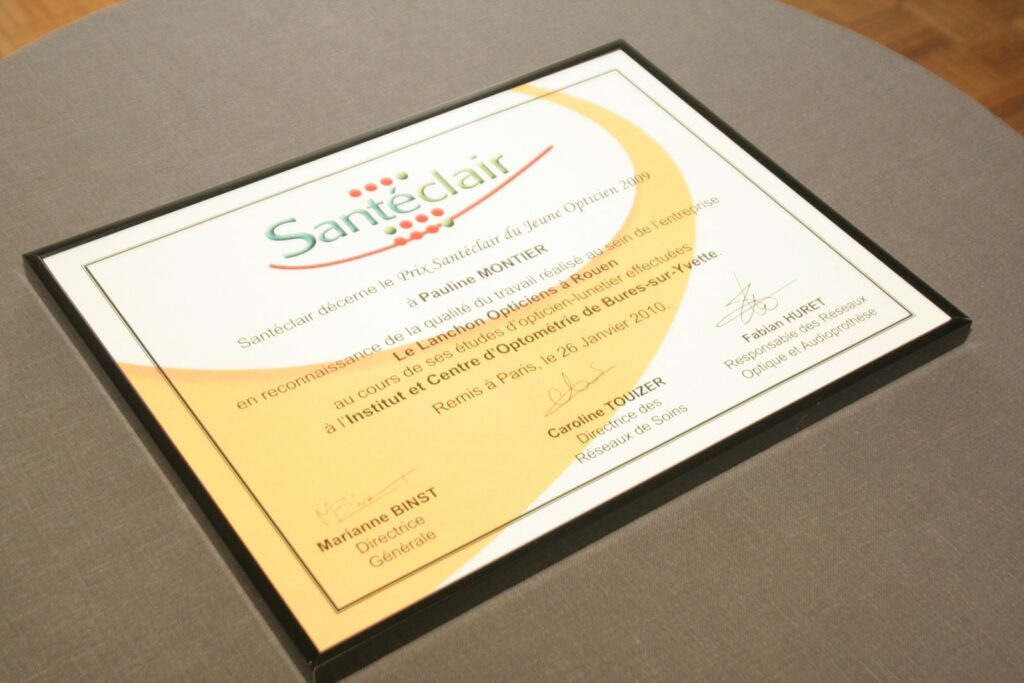 Santéclair
Santéclair décerne le Prix Santéclair du Jeune Opticien 2009
à Pauline MONTIER
en reconnaissance de la qualité du travail réalisé au sein de l'entreprise
Le Lanchon Opticiens à Rouen
au cours de ses études d'opticien-lunetier effectuées
à l'Institut et Centre d'Optométrie de Bures-sur-Yvette.
Remis à Paris, le 26 Janvier 2010.
Marianne BINST
Directrice
Générale
Caroline TOUIZER
Directrice des
Réseaux de Soins
Fabian HURET
Responsable des Réseaux
Optique et Audioprothèse